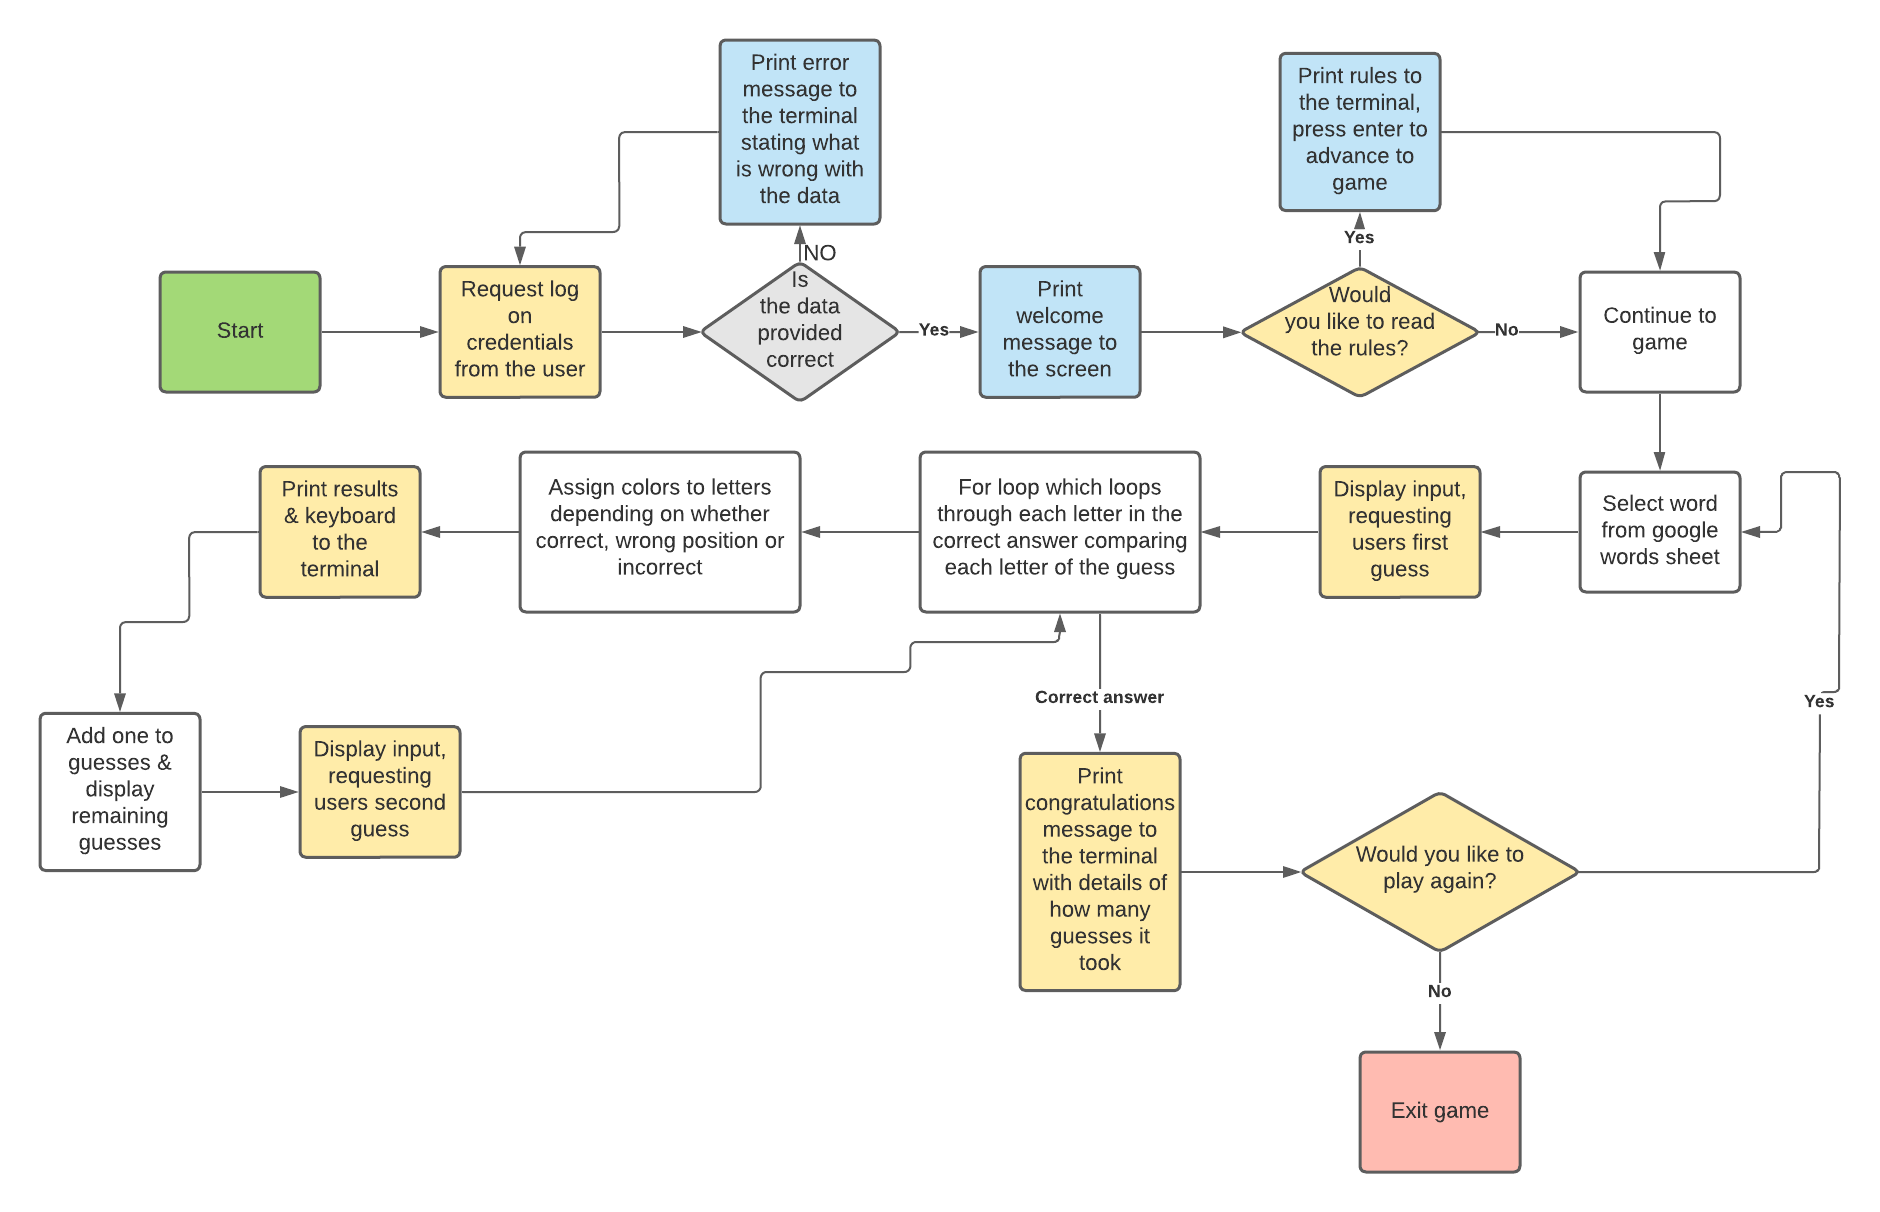 Print error
message to
the terminal
stating what
is wrong with
the data
Print rules to
the terminal,
press enter to
advance to
game
NO
Yes
Start
Request log
on
credentials
from the user
Is
the data
provided
correct
Yes
Print
welcome
message to
the screen
Would
you like to read
the rules?
No
Continue to
game
Print results
& keyboard
to the
terminal
Assign colors to letters
depending on whether
correct, wrong position or
incorrect
For loop which loops
through each letter in the
correct answer comparing
each letter of the guess
Display input,
requesting
users first
guess
Select word
from google
words sheet
Correct answer
Yes
Add one to
guesses &
display
remaining
guesses
Display input,
requesting
users second
guess
Print
congratulations
message to
the terminal
with details of
how many
guesses it
took
Would you like to
play again?
No
Exit game